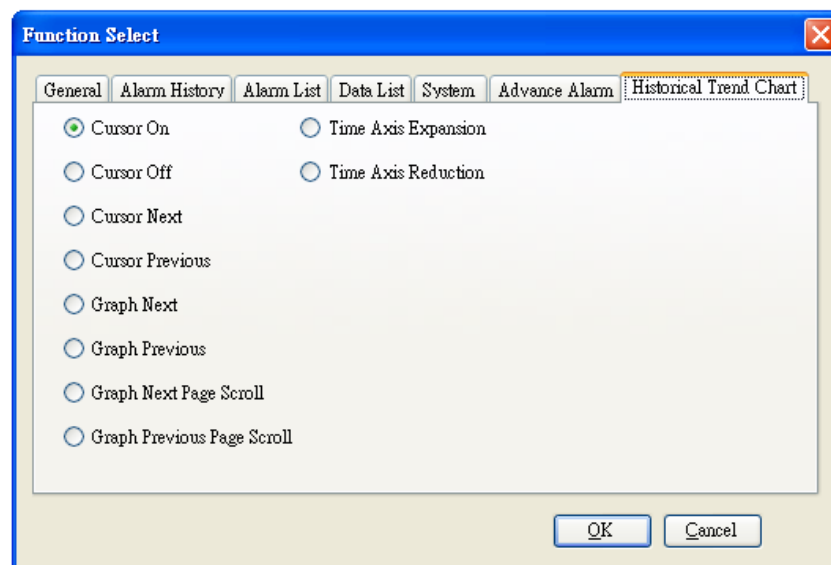 Function Select
General Alarm History Alarm List Data List System Advance Alarm Historical Trend Chart
Cursor On Time Axis Expansion
Cursor Off Time Axis Reduction
Cursor Next
Cursor Previous
Graph Next
Graph Previous
Graph Next Page Scroll
Graph Previous Page Scroll
OK Cancel